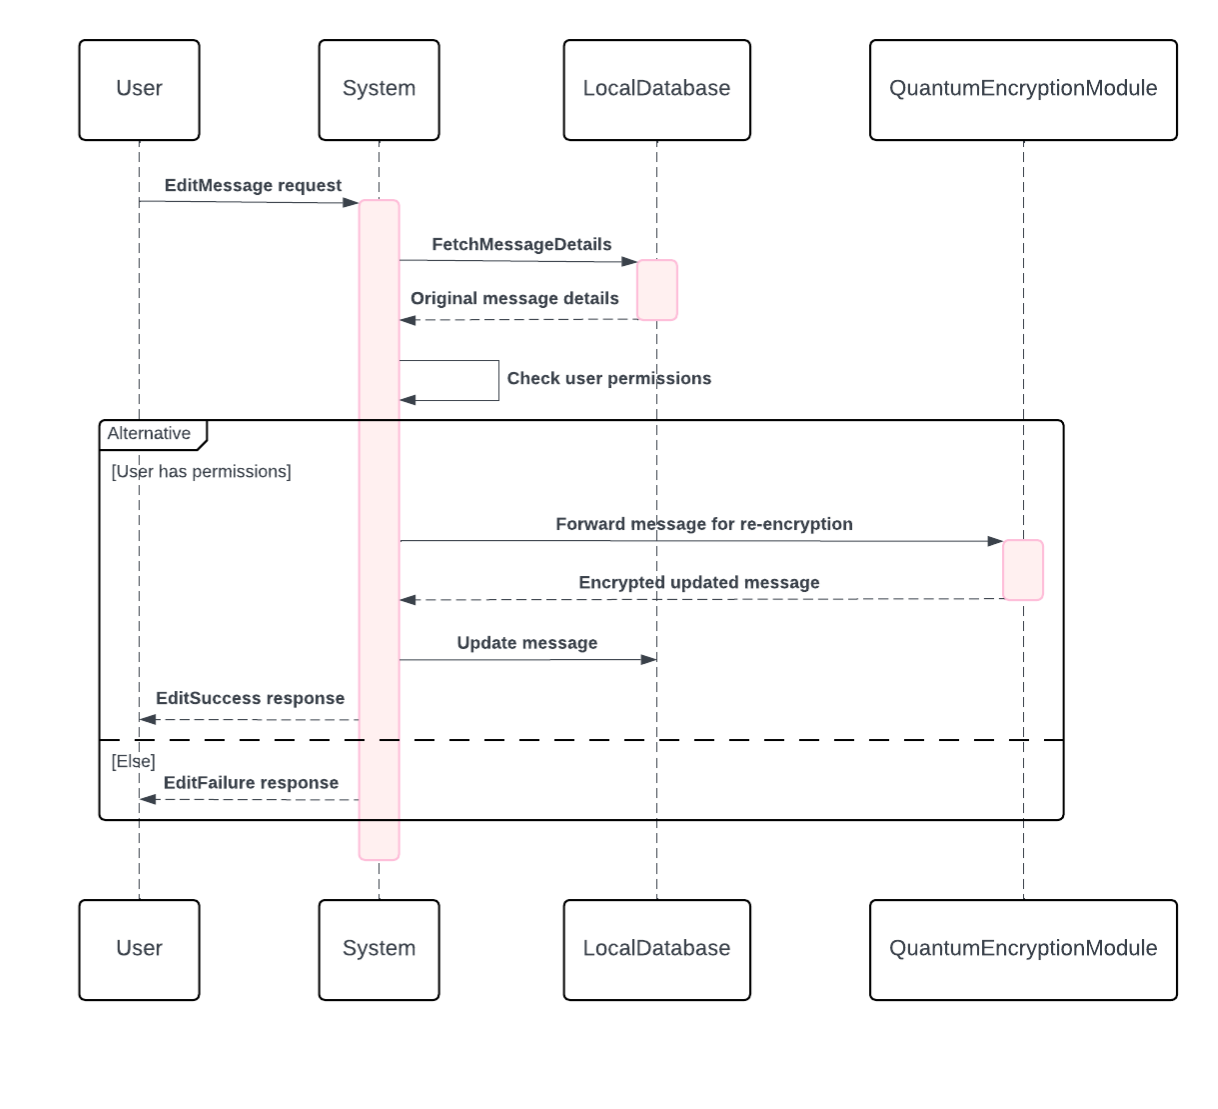 User
System
LocalDatabase
QuantumEncryptionModule
EditMessage request
FetchMessageDetails
Original message details
Check user permissions
Alternative
[User has permissions]
Forward message for re-encryption
Encrypted updated message
Update message
EditSuccess response
[Else]
EditFailure response
User
System
LocalDatabase
QuantumEncryptionModule